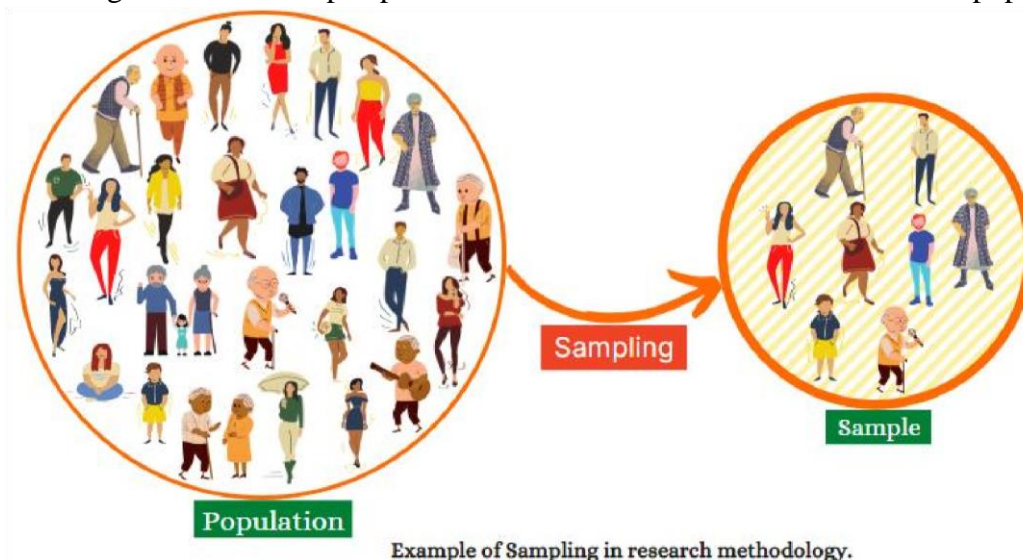 Sampling
Sample
Population
Example of Sampling in research methodology.